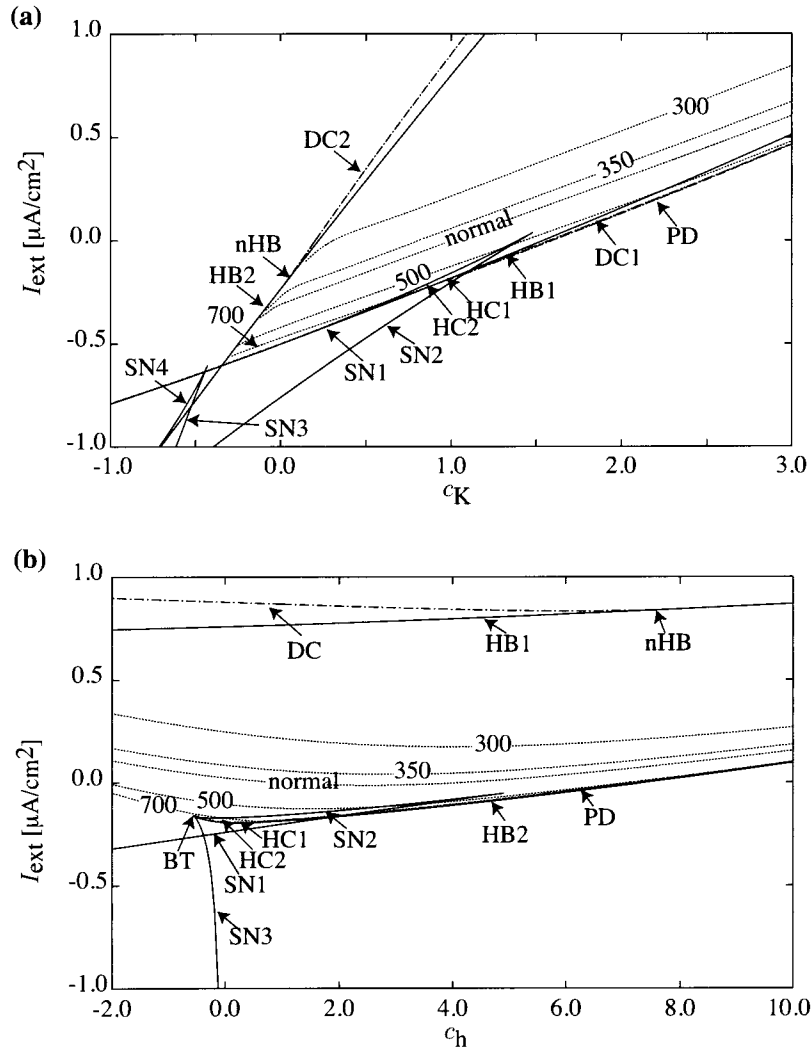 (a)
1.0
0.5
0.0
-0.5
-1.0
Iext [µA/cm²]
DC2
300
350
nHB
normal
HB2
500
PD
DC1
700
HB1
HC1
HC2
SN4
SN1
SN2
SN3
-1.0 0.0 1.0 2.0 3.0
cK
(b)
1.0
0.5
0.0
-0.5
-1.0
Iext [µA/cm²]
DC
HB1
nHB
300
350
normal
700
500
PD
HB2
HC1
SN2
BT
HC2
SN1
SN3
-2.0 0.0 2.0 4.0 6.0 8.0 10.0
ch